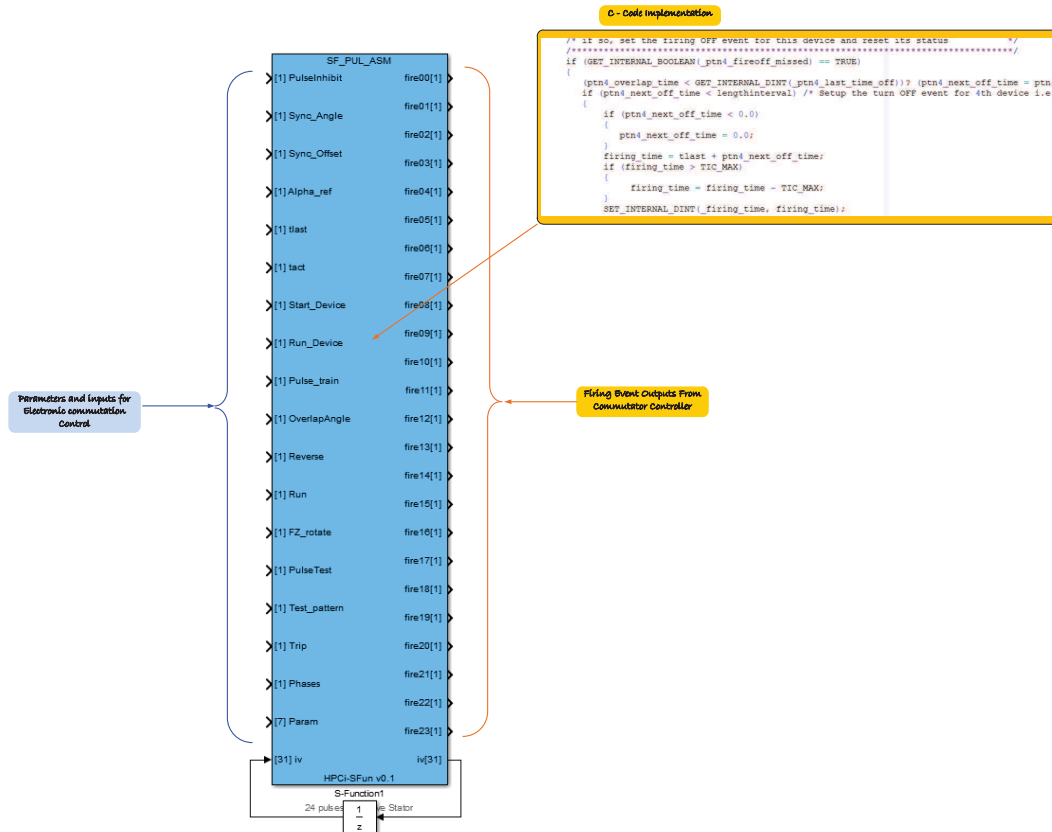 C - Code Implementation
/* if so, set the firing OFF event for this device and reset its status */
/******************************************************************************/
if (GET_INTERNAL_BOOLEAN(_ptn4_fireoff_missed) == TRUE)
{
(ptn4_overlap_time < GET_INTERNAL_DINT(_ptn4_last_time_off))? (ptn4_next_off_time = ptn
if (ptn4_next_off_time < lengthinterval) /* Setup the turn OFF event for 4th device i.e
{
if (ptn4_next_off_time < 0.0)
{
ptn4_next_off_time = 0.0;
}
firing_time = tlast + ptn4_next_off_time;
if (firing_time > TIC_MAX)
{
firing_time = firing_time - TIC_MAX;
}
SET_INTERNAL_DINT(_firing_time, firing_time);
SF_PUL_ASM
[1] PulseInhibit
[1] Sync_Angle
[1] Sync_Offset
[1] Alpha_ref
[1] tlast
[1] tact
[1] Start_Device
[1] Run_Device
[1] Pulse_train
[1] OverlapAngle
[1] Reverse
[1] Run
[1] FZ_rotate
[1] PulseTest
[1] Test_pattern
[1] Trip
[1] Phases
[7] Param
[31] iv
fire00[1]
fire01[1]
fire02[1]
fire03[1]
fire04[1]
fire05[1]
fire06[1]
fire07[1]
fire08[1]
fire09[1]
fire10[1]
fire11[1]
fire12[1]
fire13[1]
fire14[1]
fire15[1]
fire16[1]
fire17[1]
fire18[1]
fire19[1]
fire20[1]
fire21[1]
fire22[1]
fire23[1]
iv[31]
HPCi-SFun v0.1
S-Function1
24 pulses ve Stator
1
z
Parameters and inputs for
Electronic commutation
Control
Firing Event Outputs From
Commutator Controller